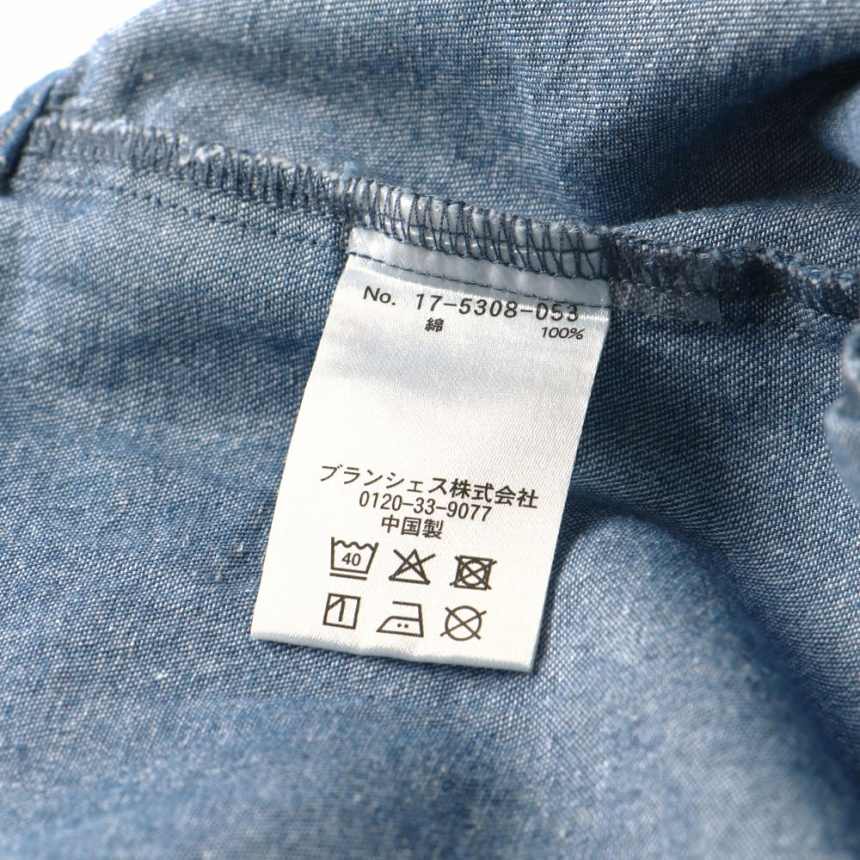 No. 17-5308-053
綿 100%
ブランシェス株式会社
0120-33-9077
中国製
40